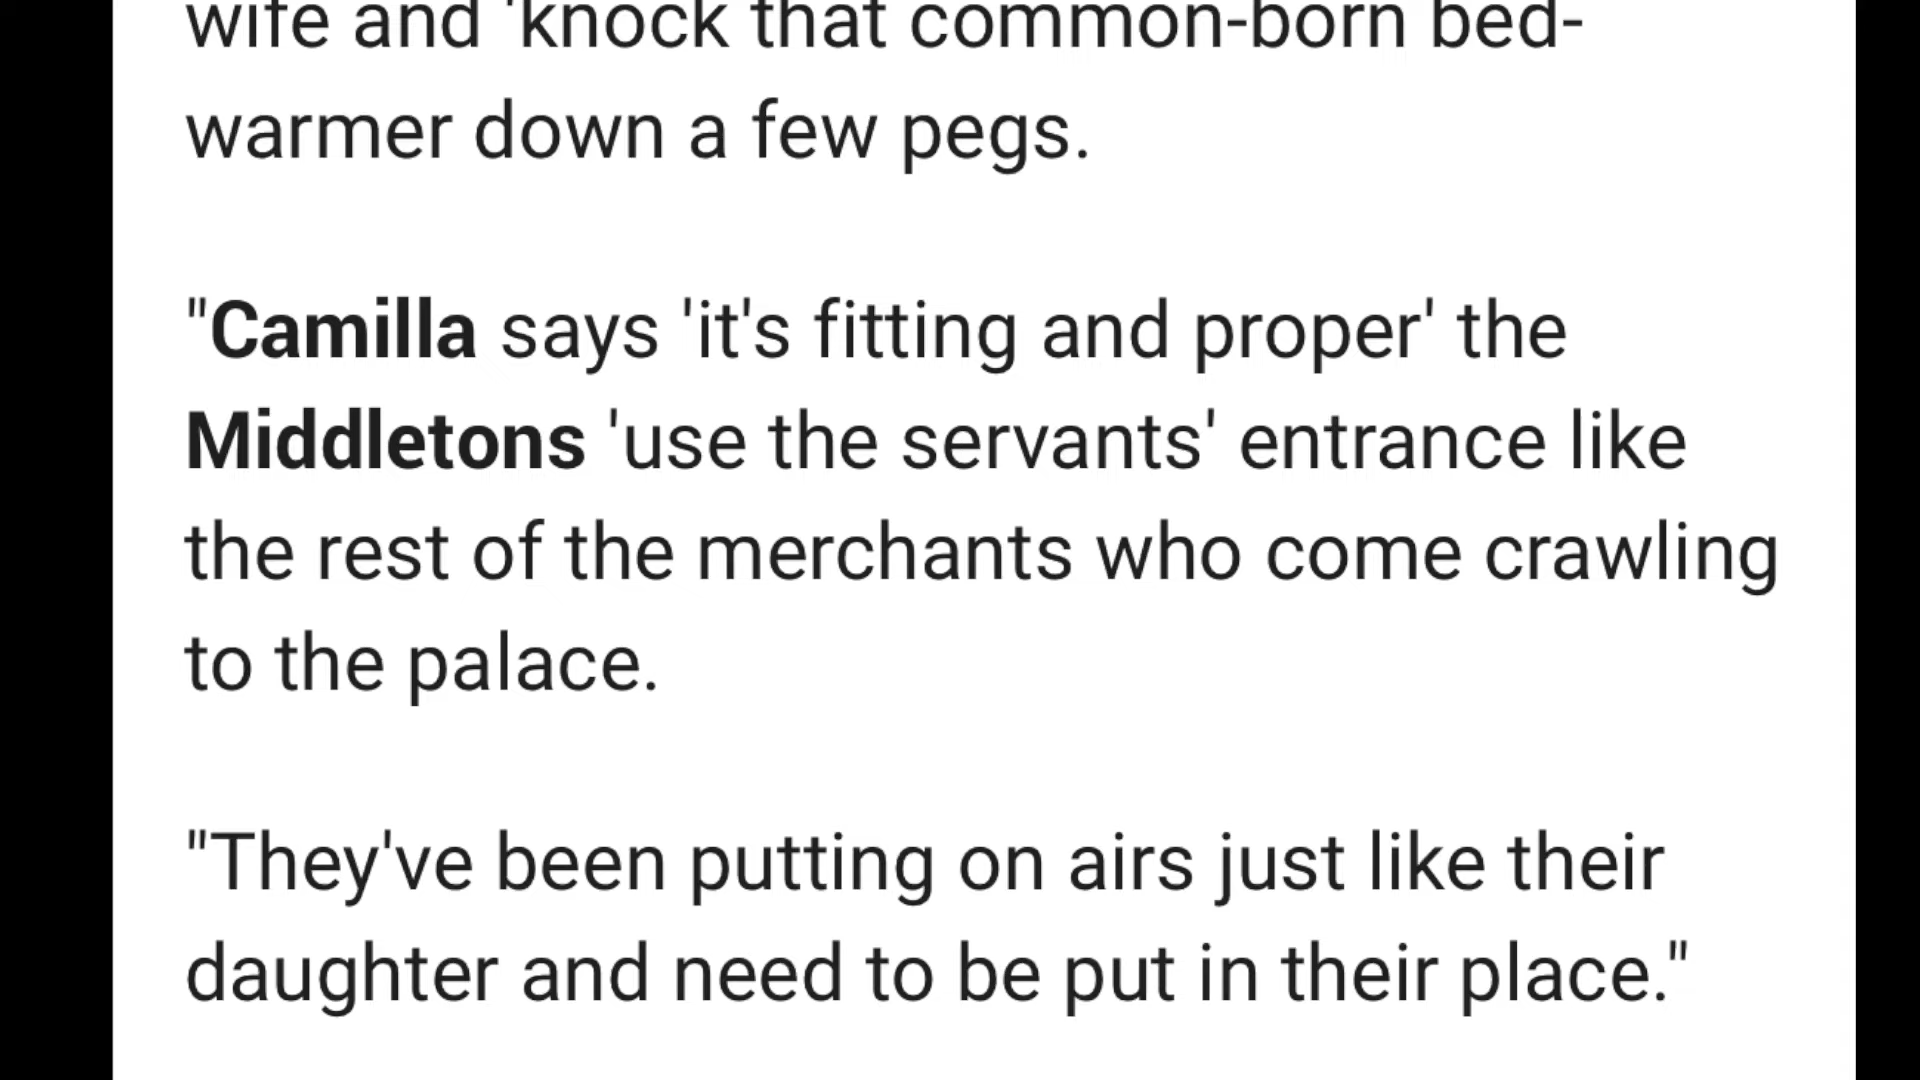 wife and 'knock that common-born bed-
warmer down a few pegs.
"Camilla says 'it's fitting and proper' the
Middletons 'use the servants' entrance like
the rest of the merchants who come crawling
to the palace.
"They've been putting on airs just like their
daughter and need to be put in their place."